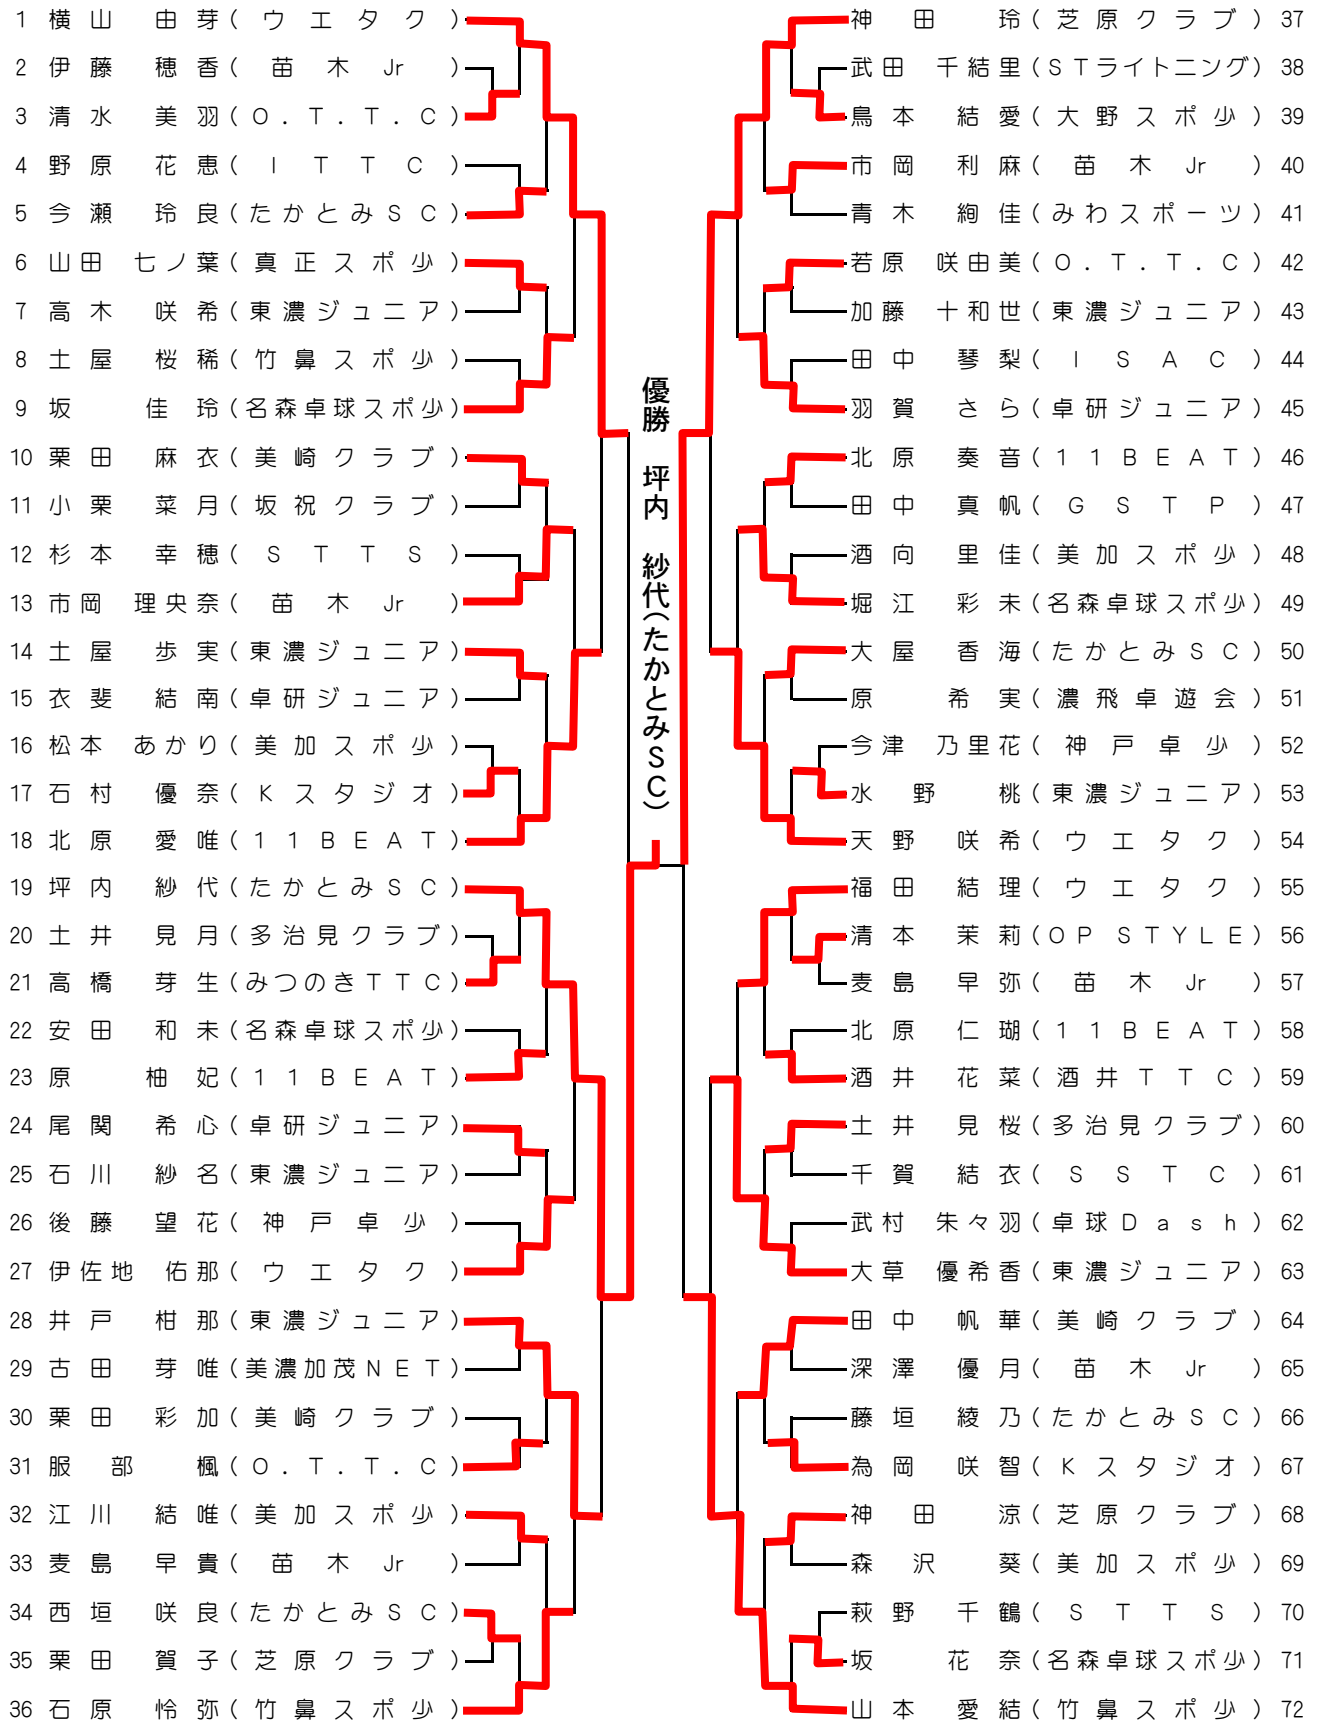 1 横山 由芽(ウエタク)
2 伊藤 穂香(苗木Jr)
3 清水 美羽(O.T.T.C)
4 野原 花恵(ITTC)
5 今瀬 玲良(たかとみSC)
6 山田 七ノ葉(真正スポ少)
7 高木 咲希(東濃ジュニア)
8 土屋 桜稀(竹鼻スポ少)
9 坂 佳玲(名森卓球スポ少)
10 栗田 麻衣(美崎クラブ)
11 小栗 菜月(坂祝クラブ)
12 杉本 幸穂(STTS)
13 市岡 理央奈(苗木Jr)
14 土屋 歩実(東濃ジュニア)
15 衣斐 結南(卓研ジュニア)
16 松本 あかり(美加スポ少)
17 石村 優奈(Kスタジオ)
18 北原 愛唯(11BEAT)
19 坪内 紗代(たかとみSC)
20 土井 見月(多治見クラブ)
21 高橋 芽生(みつのきTTC)
22 安田 和未(名森卓球スポ少)
23 原 柚妃(11BEAT)
24 尾関 希心(卓研ジュニア)
25 石川 紗名(東濃ジュニア)
26 後藤 望花(神戸卓少)
27 伊佐地 佑那(ウエタク)
28 井戸 柑那(東濃ジュニア)
29 古田 芽唯(美濃加茂NET)
30 栗田 彩加(美崎クラブ)
31 服部 楓(O.T.T.C)
32 江川 結唯(美加スポ少)
33 麦島 早貴(苗木Jr)
34 西垣 咲良(たかとみSC)
35 栗田 賀子(芝原クラブ)
36 石原 怜弥(竹鼻スポ少)
優勝 坪内 紗代(たかとみSC)
神田 玲(芝原クラブ) 37
武田 千結里(STライトニング) 38
鳥本 結愛(大野スポ少) 39
市岡 利麻(苗木Jr) 40
青木 絢佳(みわスポーツ) 41
若原 咲由美(O.T.T.C) 42
加藤 十和世(東濃ジュニア) 43
田中 琴梨(ISAC) 44
羽賀 さら(卓研ジュニア) 45
北原 奏音(11BEAT) 46
田中 真帆(GSTP) 47
酒向 里佳(美加スポ少) 48
堀江 彩未(名森卓球スポ少) 49
大屋 香海(たかとみSC) 50
原 希実(濃飛卓遊会) 51
今津 乃里花(神戸卓少) 52
水野 桃(東濃ジュニア) 53
天野 咲希(ウエタク) 54
福田 結理(ウエタク) 55
清本 茉莉(OP STYLE) 56
麦島 早弥(苗木Jr) 57
北原 仁瑚(11BEAT) 58
酒井 花菜(酒井TTC) 59
土井 見桜(多治見クラブ) 60
千賀 結衣(SSTC) 61
武村 朱々羽(卓球Dash) 62
大草 優希香(東濃ジュニア) 63
田中 帆華(美崎クラブ) 64
深澤 優月(苗木Jr) 65
藤垣 綾乃(たかとみSC) 66
為岡 咲智(Kスタジオ) 67
神田 涼(芝原クラブ) 68
森沢 葵(美加スポ少) 69
萩野 千鶴(STTS) 70
坂 花奈(名森卓球スポ少) 71
山本 愛結(竹鼻スポ少) 72